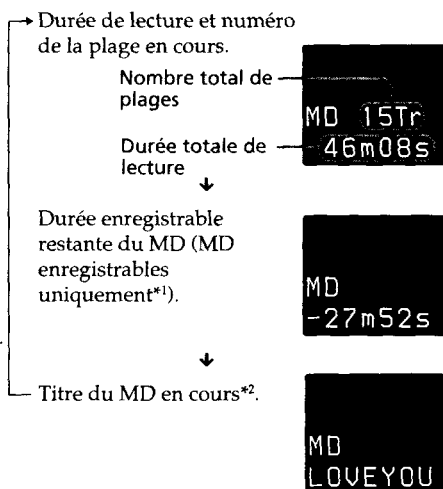 Durée de lecture et numéro
de la plage en cours.
Nombre total de
plages
MD 15Tr
Durée totale de
lecture
46m08s
Durée enregistrable
restante du MD (MD
enregistrables
uniquement*1).
MD
-27m52s
Titre du MD en cours*2.
MD
LOVEYOU